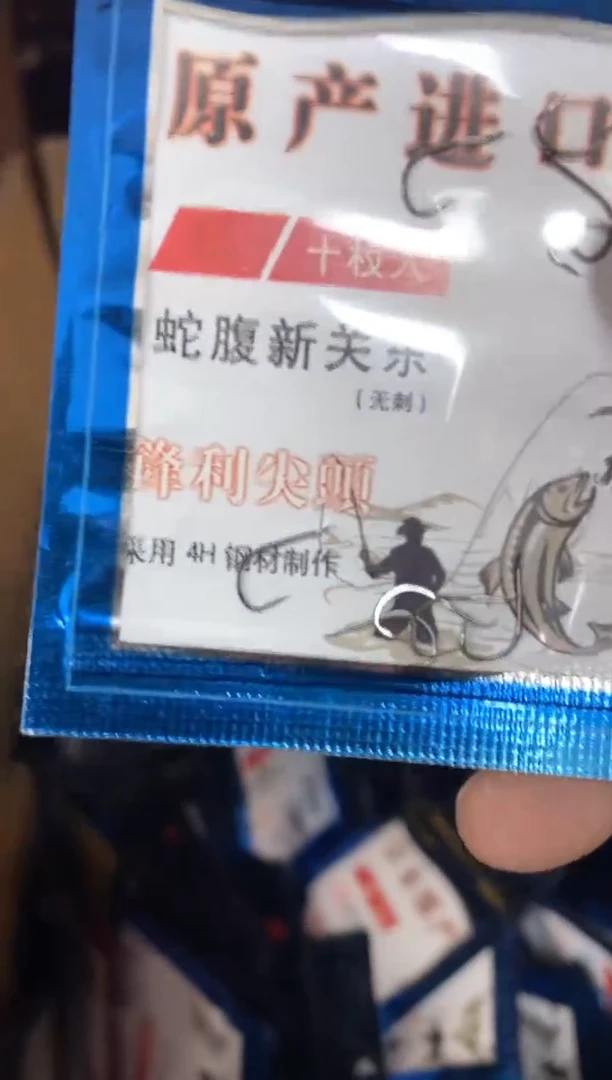 原产进口
十枚入
蛇腹新关东
（无刺）
锋利尖顿
采用 4H 钢材制作